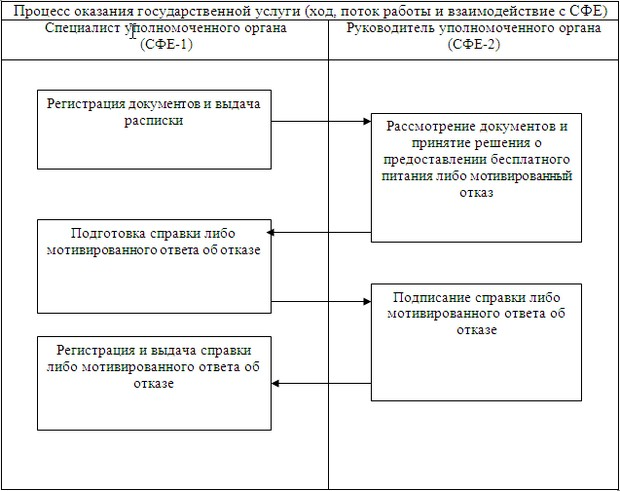 Процесс оказания государственной услуги (ход, поток работы и взаимодействие с СФЕ)
Специалист уполномоченного органа
(СФЕ-1)
Руководитель уполномоченного органа
(СФЕ-2)
Регистрация документов и выдача
расписки
Рассмотрение документов и
принятие решения о
предоставлении бесплатного
питания либо мотивированный
отказ
Подготовка справки либо
мотивированного ответа об отказе
Подписание справки либо
мотивированного ответа об
отказе
Регистрация и выдача справки
либо мотивированного ответа об
отказе